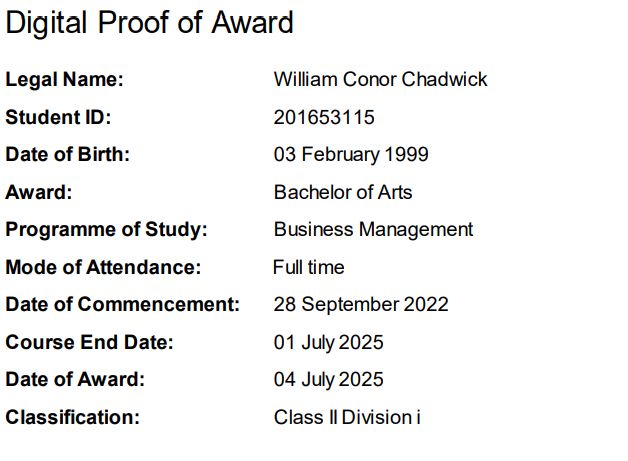 Digital Proof of Award
Legal Name: William Conor Chadwick
Student ID: 201653115
Date of Birth: 03 February 1999
Award: Bachelor of Arts
Programme of Study: Business Management
Mode of Attendance: Full time
Date of Commencement: 28 September 2022
Course End Date: 01 July 2025
Date of Award: 04 July 2025
Classification: Class II Division i